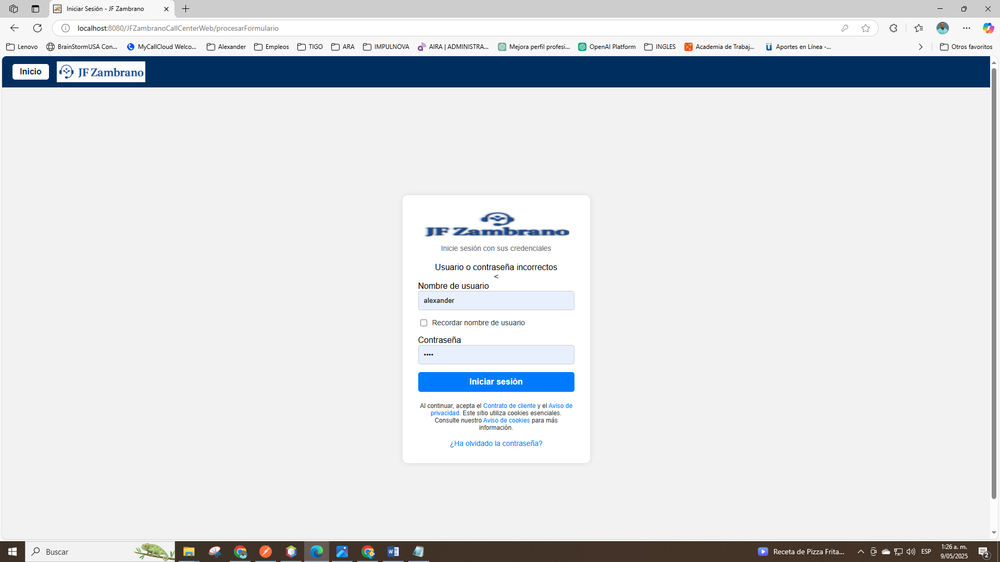 Iniciar Sesión - JF Zambrano
localhost:8080/JFZambranoCallCenterWeb/procesarFormulario
Lenovo
BrainStormUSA Con...
MyCallCloud Welco...
Alexander
Empleos
TIGO
ARA
IMPULNOVA
AIRA | ADMINISTRA...
Mejora perfil profesi...
OpenAI Platform
INGLES
Academia de Trabaj...
Aportes en Línea -...
Otros favoritos
Inicio
JF Zambrano
JF Zambrano
Inicie sesión con sus credenciales
Usuario o contraseña incorrectos
<
Nombre de usuario
alexander
Recordar nombre de usuario
Contraseña
••••
Iniciar sesión
Al continuar, acepta el Contrato de cliente y el Aviso de
privacidad. Este sitio utiliza cookies esenciales.
Consulte nuestro Aviso de cookies para más
información.
¿Ha olvidado la contraseña?
Buscar
Receta de Pizza Frita...
ESP
1:26 a. m.
9/05/2025
2